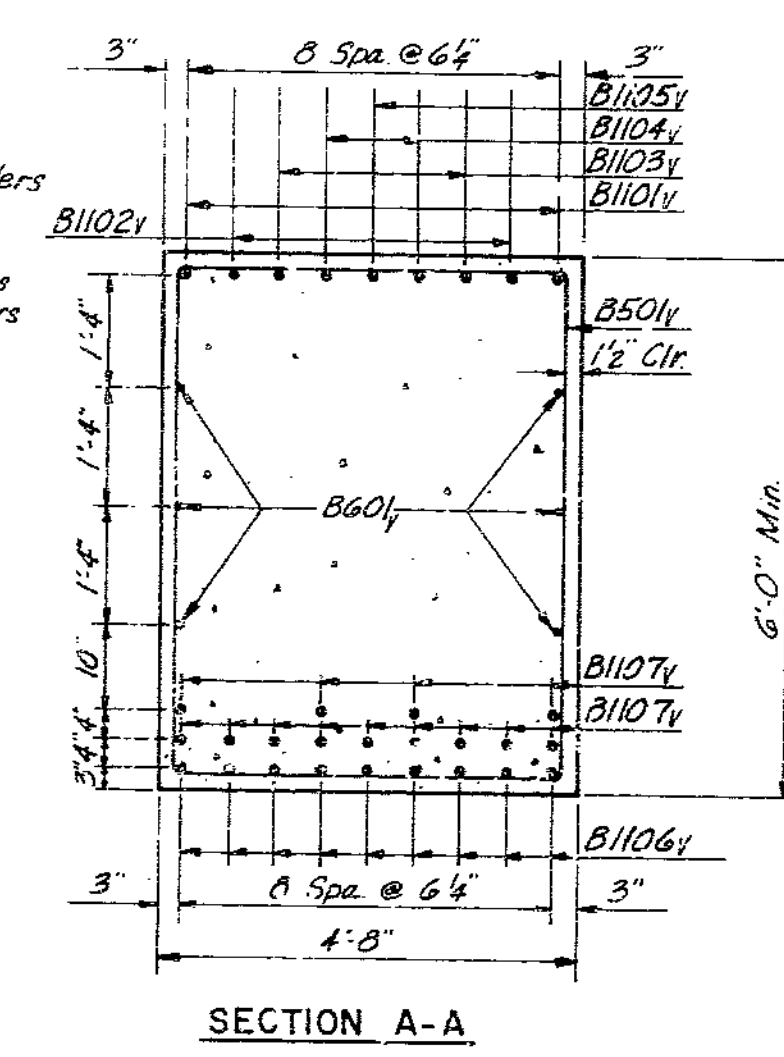 3" 8 Spa. @ 6¼" 3"
B1105v
B1104v
B1103v
B1101v
B1102v
B501v
1½" Clr.
1'-4"
1'-4"
B601v
1'-4"
6'-0" Min.
10"
B1107v
B1107v
4"
4"
3"
B1106v
3" 8 Spa. @ 6¼" 3"
4'-8"
SECTION A-A